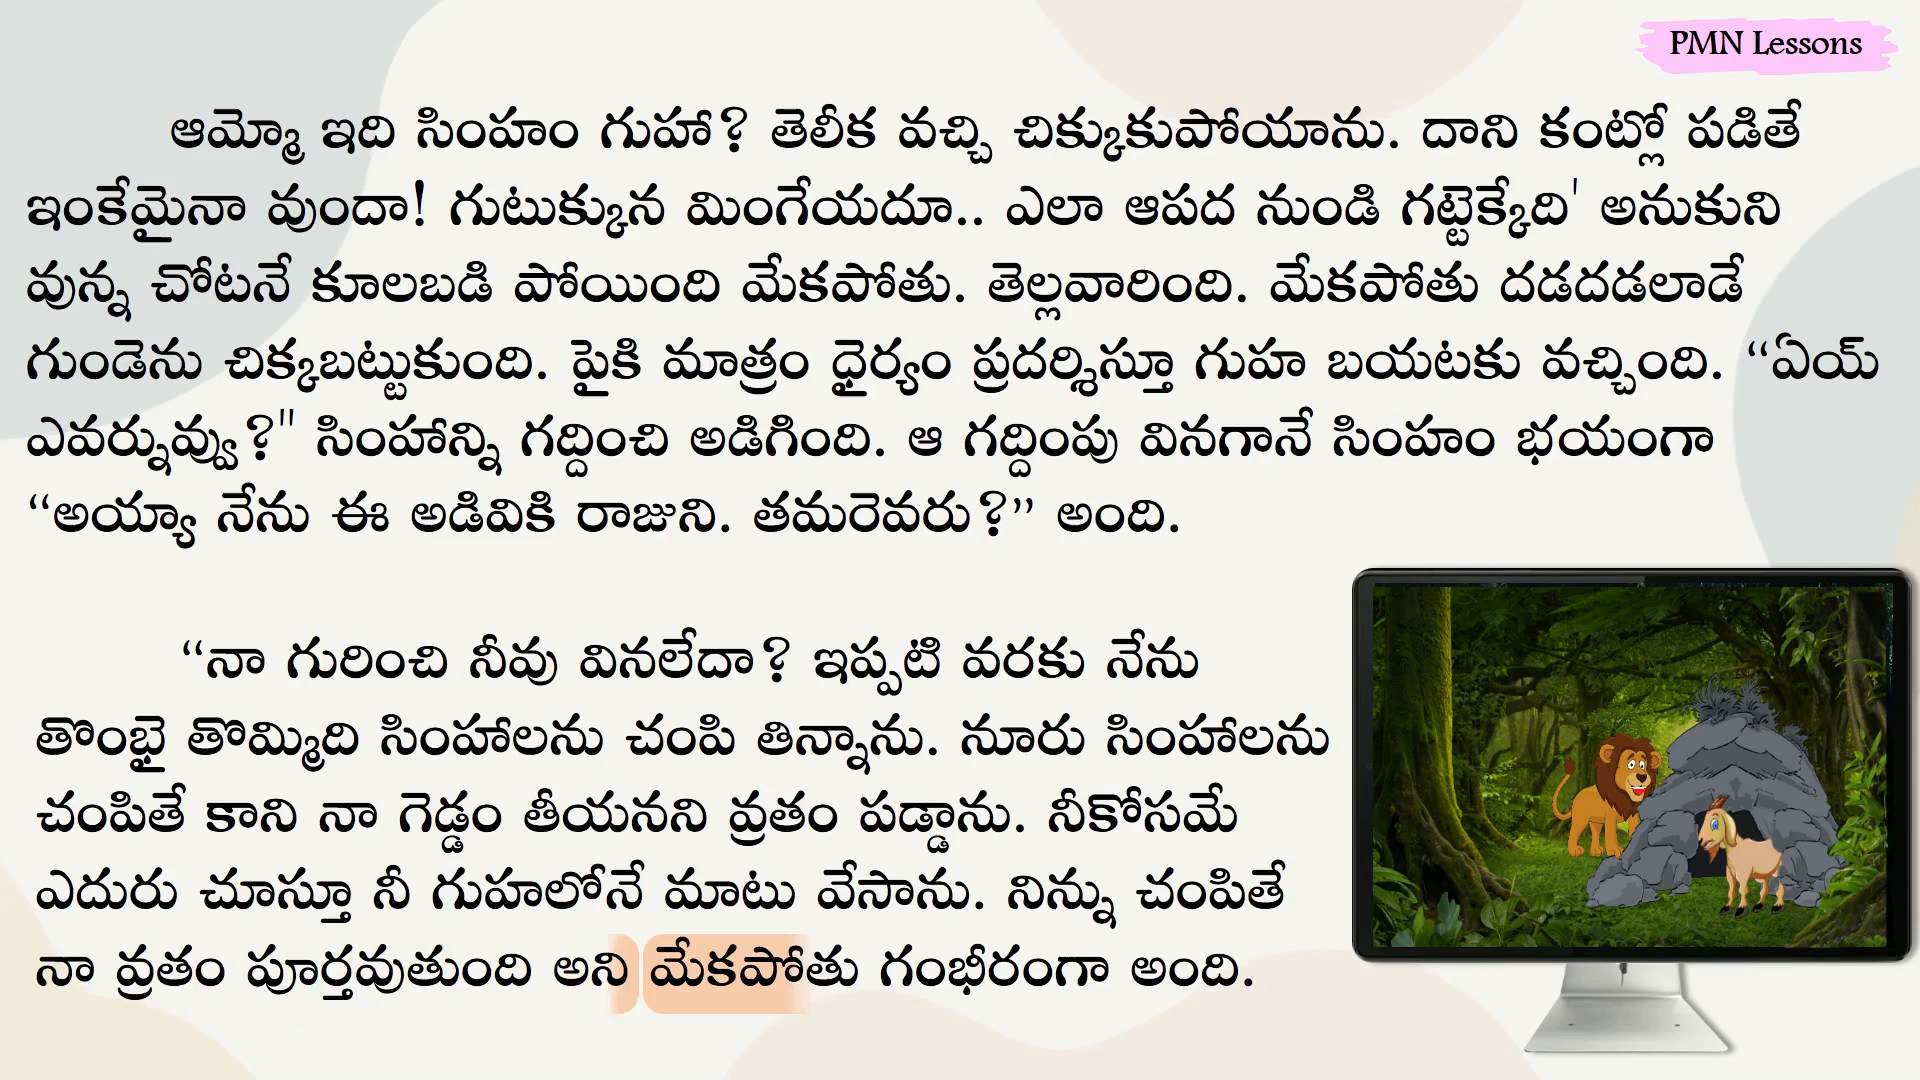 PMN Lessons
ఆమ్మో ఇది సింహం గుహా? తెలీక వచ్చి చిక్కుకుపోయాను. దాని కంట్లో పడితే
ఇంకేమైనా వుందా! గుటుక్కున మింగేయదూ.. ఎలా ఆపద నుండి గట్టెక్కేది' అనుకుని
వున్న చోటనే కూలబడి పోయింది మేకపోతు. తెల్లవారింది. మేకపోతు దడదడలాడే
గుండెను చిక్కబట్టుకుంది. పైకి మాత్రం ధైర్యం ప్రదర్శిస్తూ గుహ బయటకు వచ్చింది. “ఏయ్
ఎవర్నువ్వు?" సింహాన్ని గద్దించి అడిగింది. ఆ గద్దింపు వినగానే సింహం భయంగా
“అయ్యా నేను ఈ అడివికి రాజుని. తమరెవరు?” అంది.
“నా గురించి నీవు వినలేదా? ఇప్పటి వరకు నేను
తొంభై తొమ్మిది సింహాలను చంపి తిన్నాను. నూరు సింహాలను
చంపితే కాని నా గెడ్డం తీయనని వ్రతం పడ్డాను. నీకోసమే
ఎదురు చూస్తూ నీ గుహలోనే మాటు వేసాను. నిన్ను చంపితే
నా వ్రతం పూర్తవుతుంది అని మేకపోతు గంభీరంగా అంది.